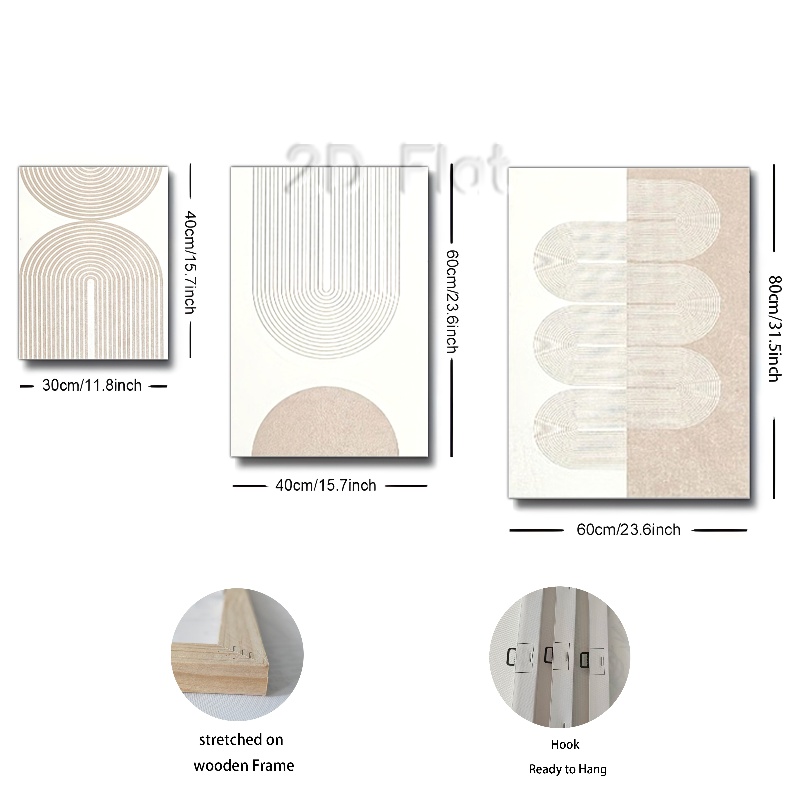 2D Flat
40cm/15.7inch
30cm/11.8inch
60cm/23.6inch
40cm/15.7inch
80cm/31.5inch
60cm/23.6inch
stretched on
wooden Frame
Hook
Ready to Hang